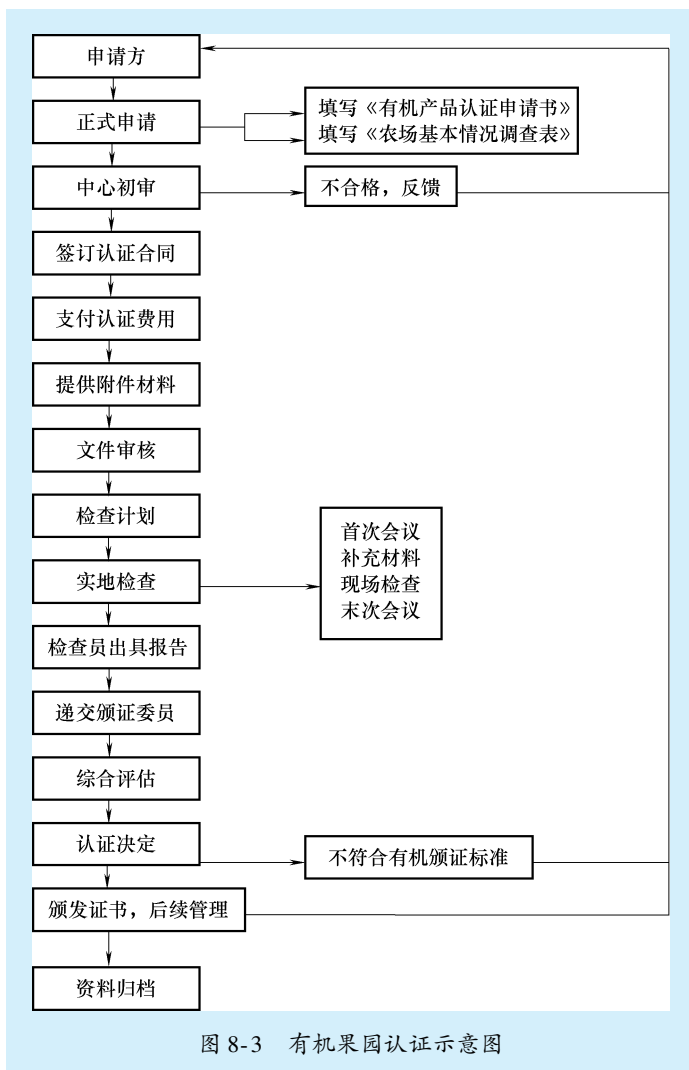 申请方
正式申请
填写《有机产品认证申请书》
填写《农场基本情况调查表》
中心初审
不合格，反馈
签订认证合同
支付认证费用
提供附件材料
文件审核
检查计划
首次会议
补充材料
现场检查
末次会议
实地检查
检查员出具报告
递交颁证委员
综合评估
认证决定
不符合有机颁证标准
颁发证书，后续管理
资料归档
图 8-3 有机果园认证示意图